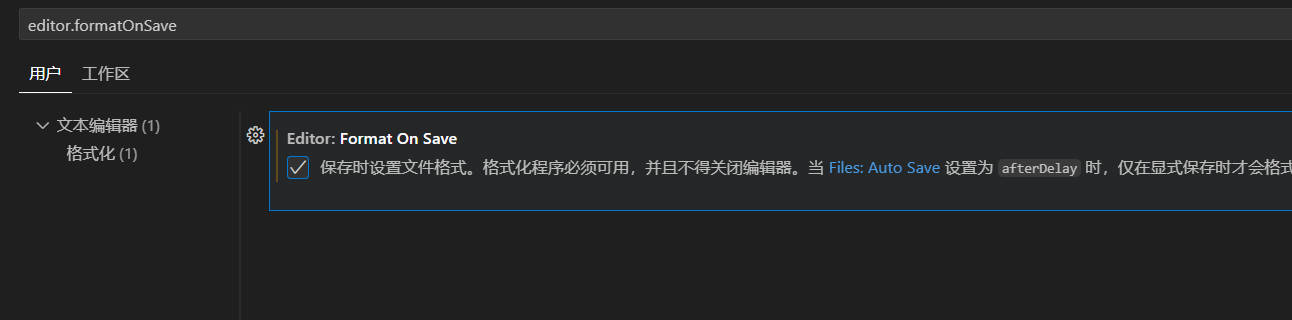 editor.formatOnSave
用户 工作区
文本编辑器 (1)
格式化 (1)
Editor: Format On Save
保存时设置文件格式。格式化程序必须可用，并且不得关闭编辑器。当 Files: Auto Save 设置为 afterDelay 时，仅在显式保存时才会格式